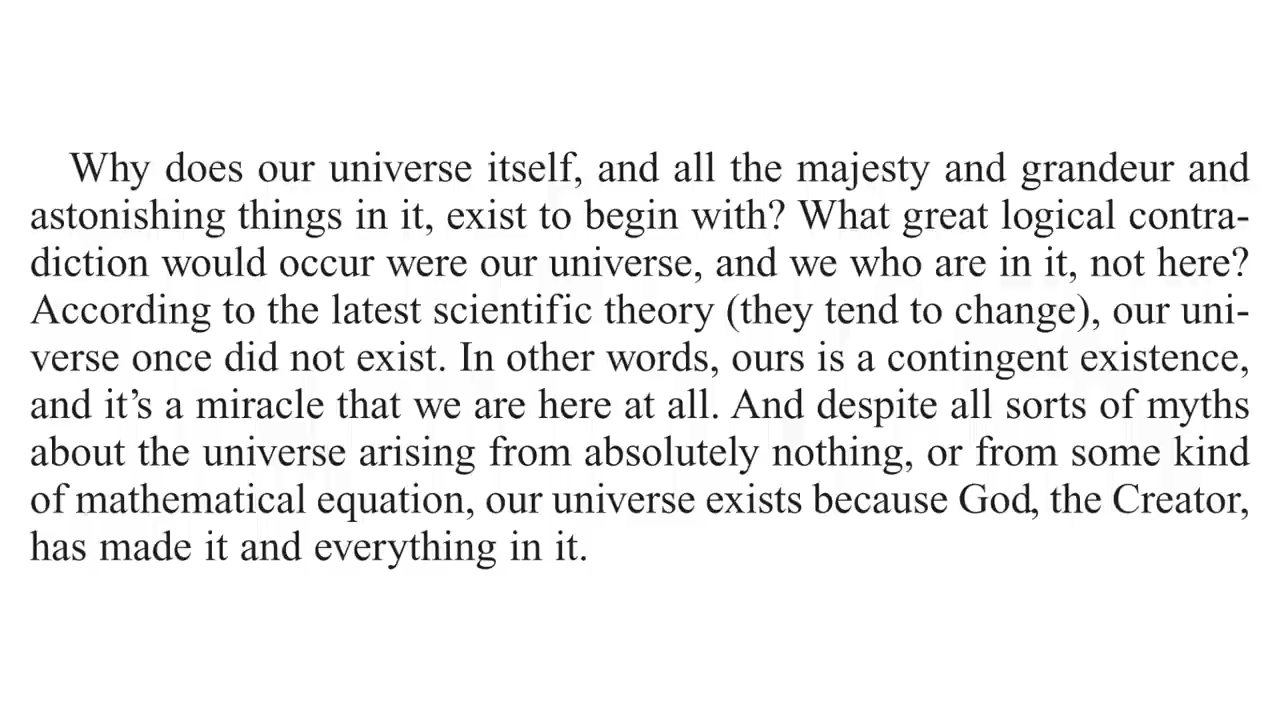 Why does our universe itself, and all the majesty and grandeur and
astonishing things in it, exist to begin with? What great logical contra-
diction would occur were our universe, and we who are in it, not here?
According to the latest scientific theory (they tend to change), our uni-
verse once did not exist. In other words, ours is a contingent existence,
and it’s a miracle that we are here at all. And despite all sorts of myths
about the universe arising from absolutely nothing, or from some kind
of mathematical equation, our universe exists because God, the Creator,
has made it and everything in it.